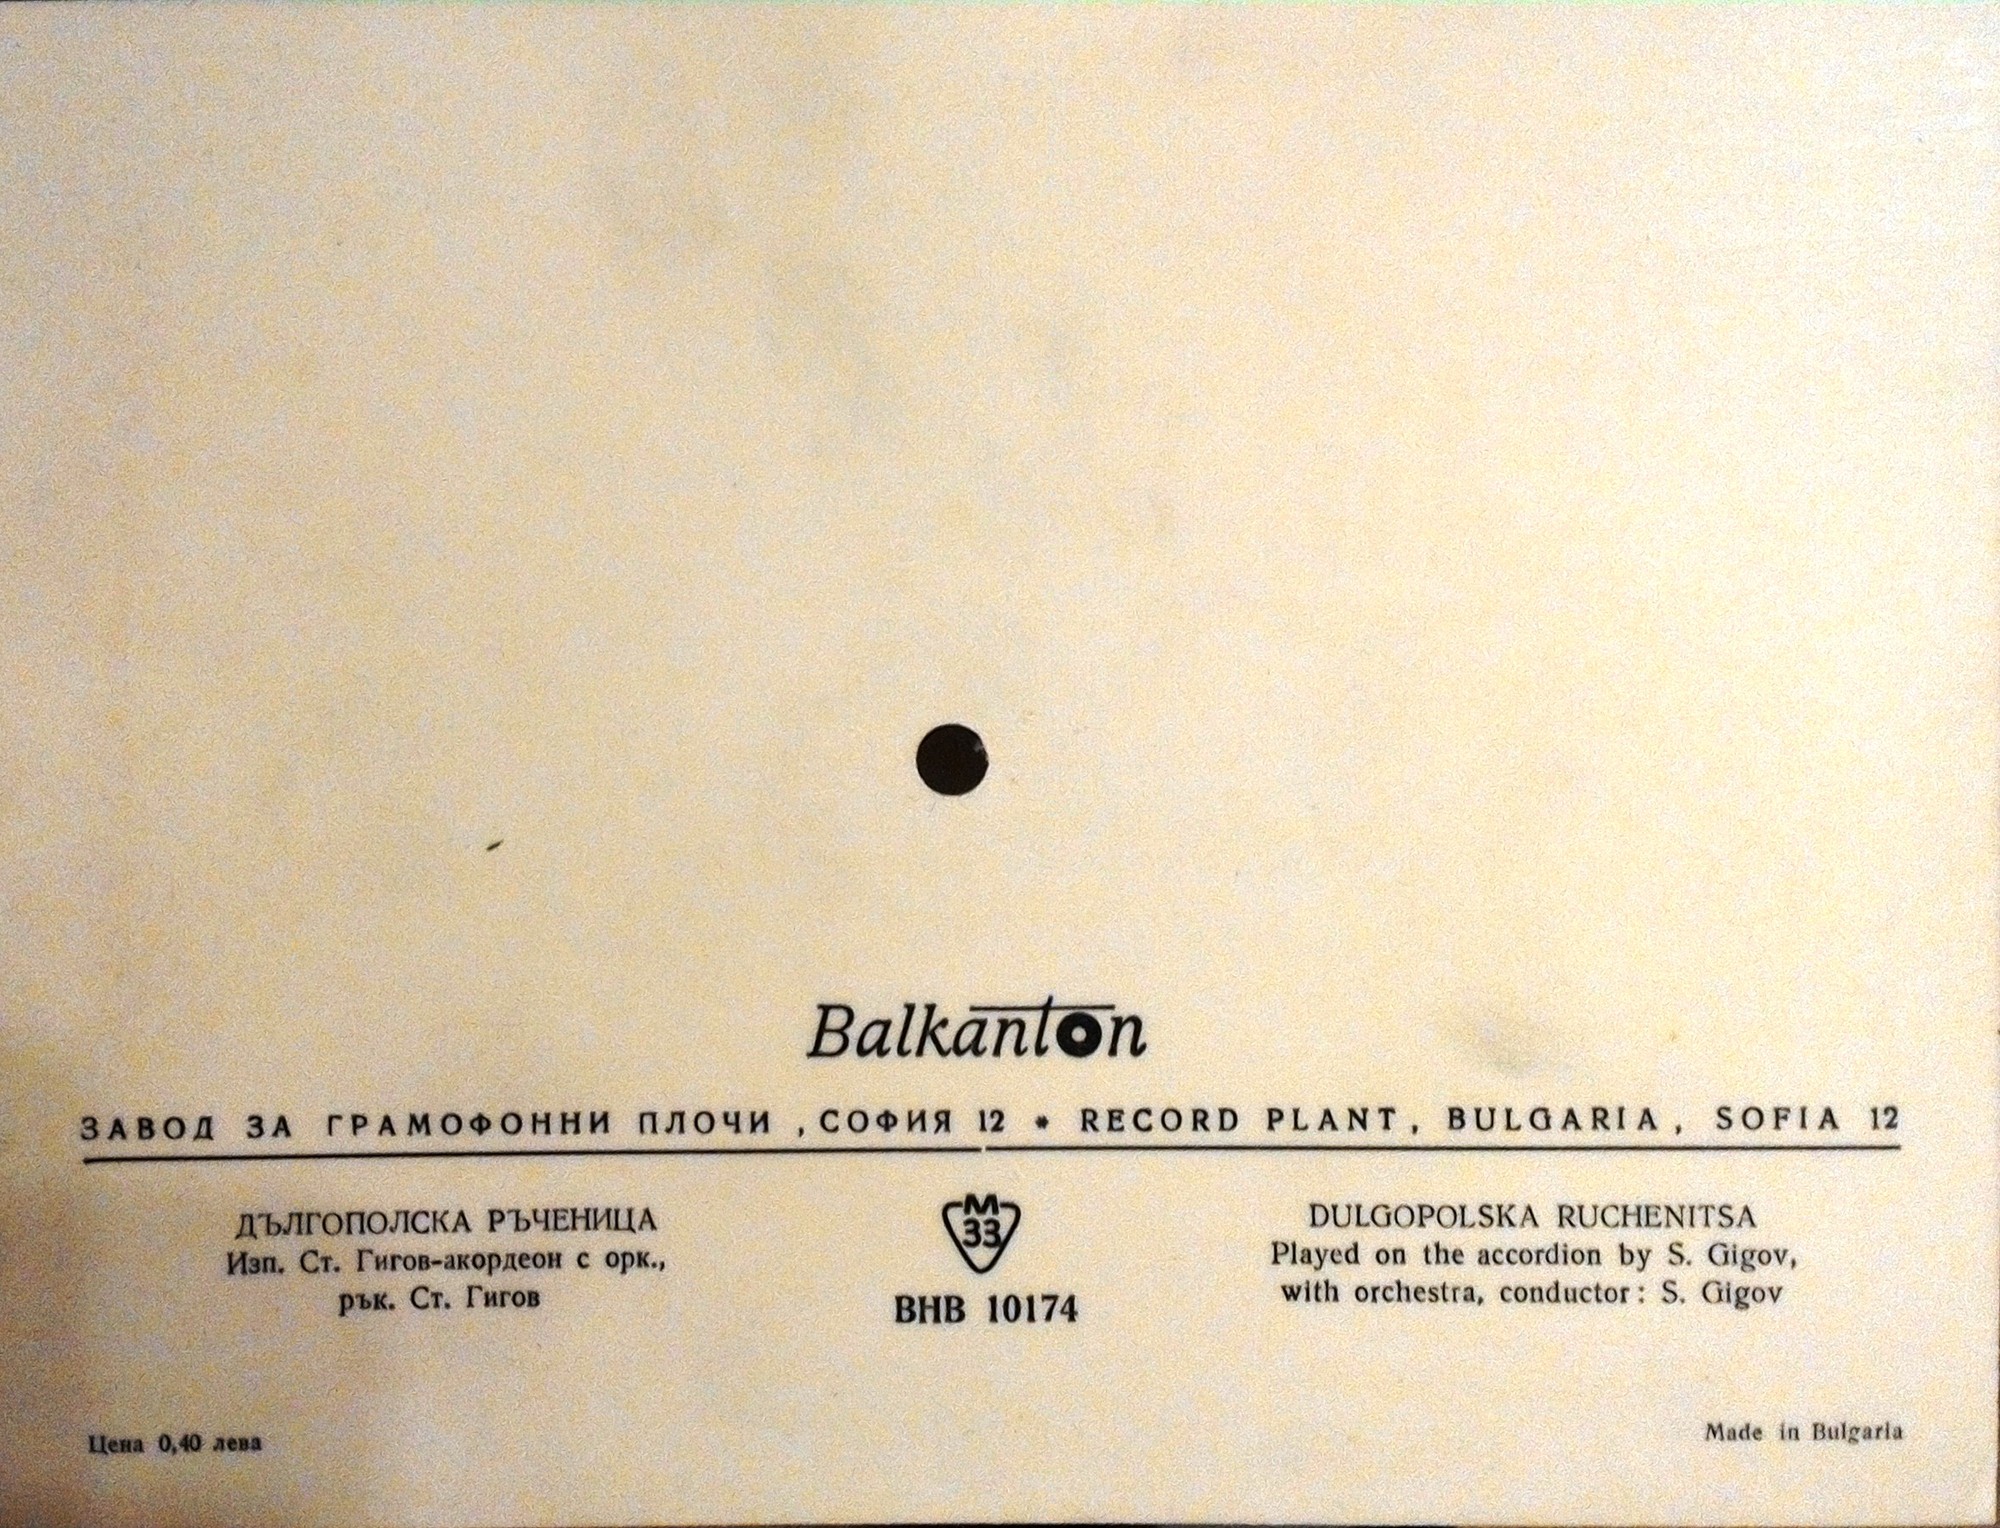 Balkanton
ЗАВОД ЗА ГРАМОФОННИ ПЛОЧИ , СОФИЯ 12 * RECORD PLANT, BULGARIA, SOFIA 12
ДЪЛГОПОЛСКА РЪЧЕНИЦА
Изп. Ст. Гигов-акордеон с орк.,
рък. Ст. Гигов
М
33
ВНВ 10174
DULGOPOLSKA RUCHENITSA
Played on the accordion by S. Gigov,
with orchestra, conductor: S. Gigov
Цена 0,40 лева
Made in Bulgaria